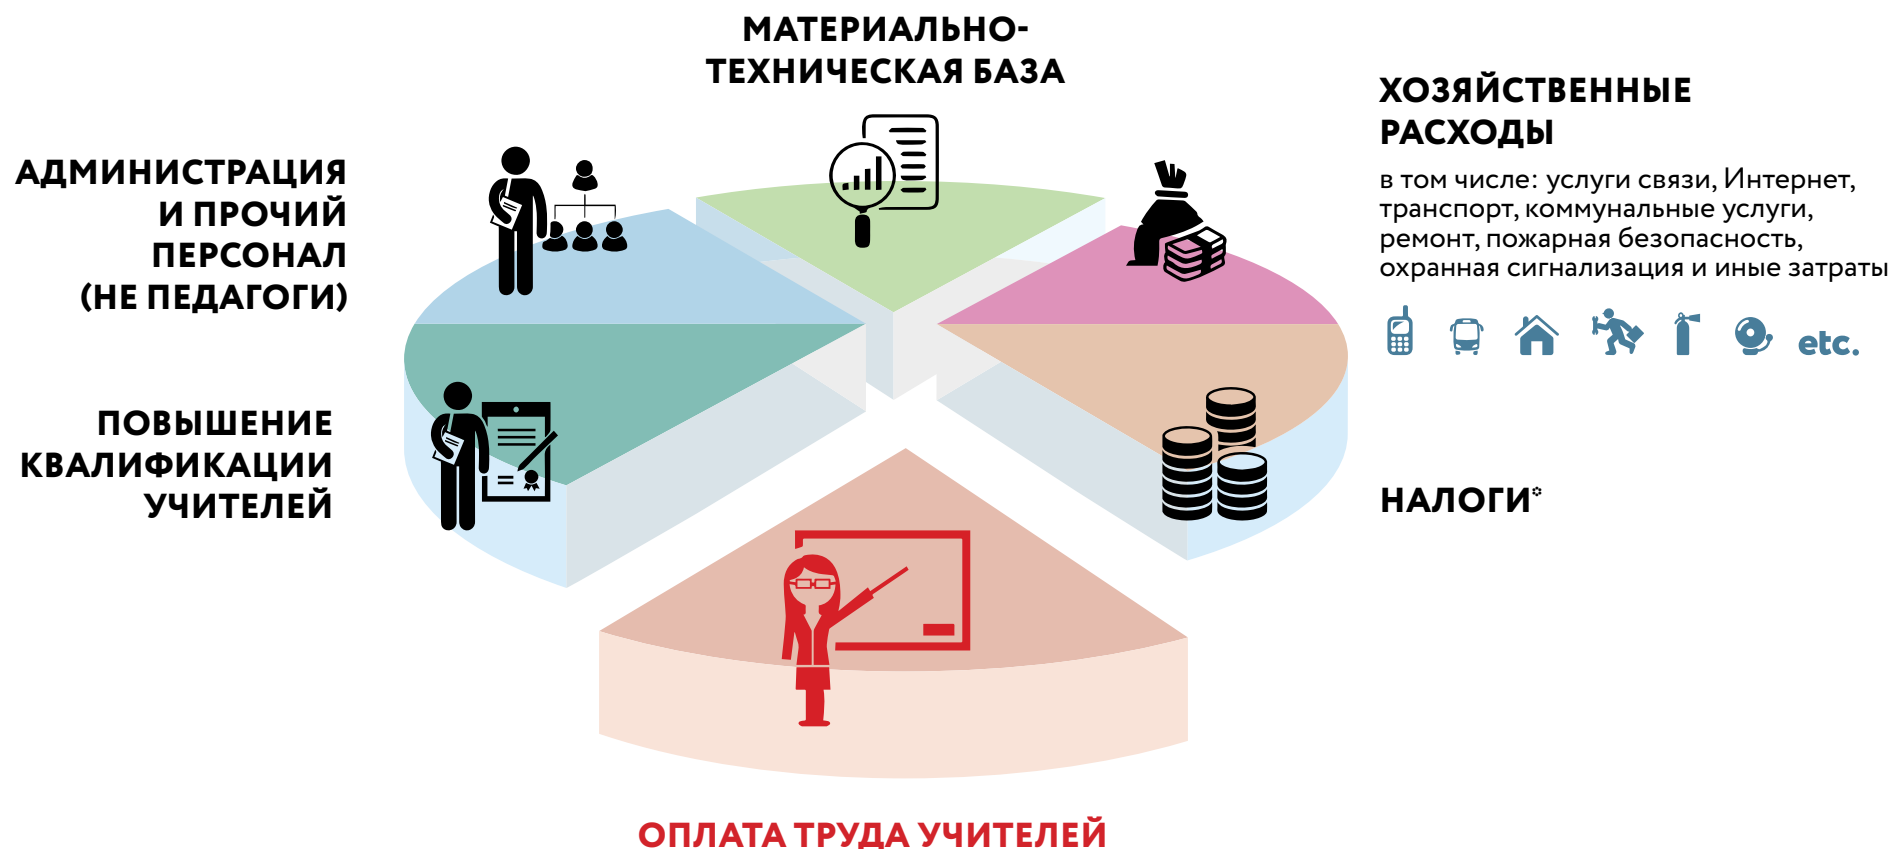 МАТЕРИАЛЬНО-
ТЕХНИЧЕСКАЯ БАЗА
ХОЗЯЙСТВЕННЫЕ
РАСХОДЫ
в том числе: услуги связи, Интернет,
транспорт, коммунальные услуги,
ремонт, пожарная безопасность,
охранная сигнализация и иные затраты
etc.
АДМИНИСТРАЦИЯ
И ПРОЧИЙ
ПЕРСОНАЛ
(НЕ ПЕДАГОГИ)
ПОВЫШЕНИЕ
КВАЛИФИКАЦИИ
УЧИТЕЛЕЙ
НАЛОГИ*
ОПЛАТА ТРУДА УЧИТЕЛЕЙ